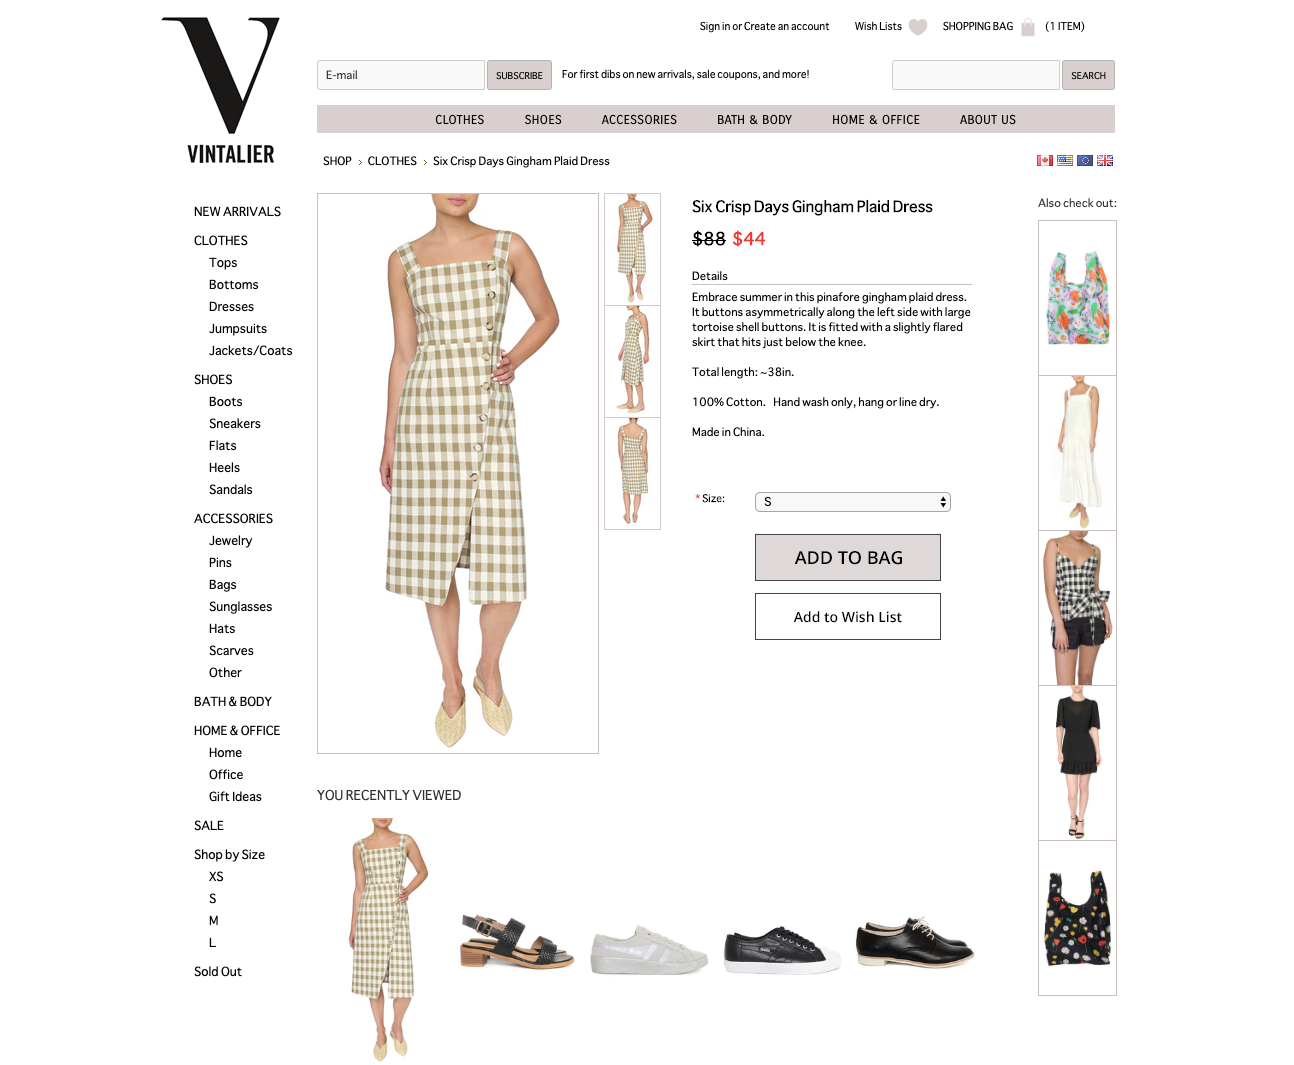 V
VINTALIER
Sign in or Create an account
Wish Lists
SHOPPING BAG
(1 ITEM)
E-mail
SUBSCRIBE
For first dibs on new arrivals, sale coupons, and more!
SEARCH
CLOTHES
SHOES
ACCESSORIES
BATH & BODY
HOME & OFFICE
ABOUT US
SHOP > CLOTHES > Six Crisp Days Gingham Plaid Dress
NEW ARRIVALS
CLOTHES
Tops
Bottoms
Dresses
Jumpsuits
Jackets/Coats
SHOES
Boots
Sneakers
Flats
Heels
Sandals
ACCESSORIES
Jewelry
Pins
Bags
Sunglasses
Hats
Scarves
Other
BATH & BODY
HOME & OFFICE
Home
Office
Gift Ideas
SALE
Shop by Size
XS
S
M
L
Sold Out
Six Crisp Days Gingham Plaid Dress
$88 $44
Details
Embrace summer in this pinafore gingham plaid dress.
It buttons asymmetrically along the left side with large
tortoise shell buttons. It is fitted with a slightly flared
skirt that hits just below the knee.
Total length: ~38in.
100% Cotton. Hand wash only, hang or line dry.
Made in China.
* Size:
S
ADD TO BAG
Add to Wish List
Also check out:
YOU RECENTLY VIEWED